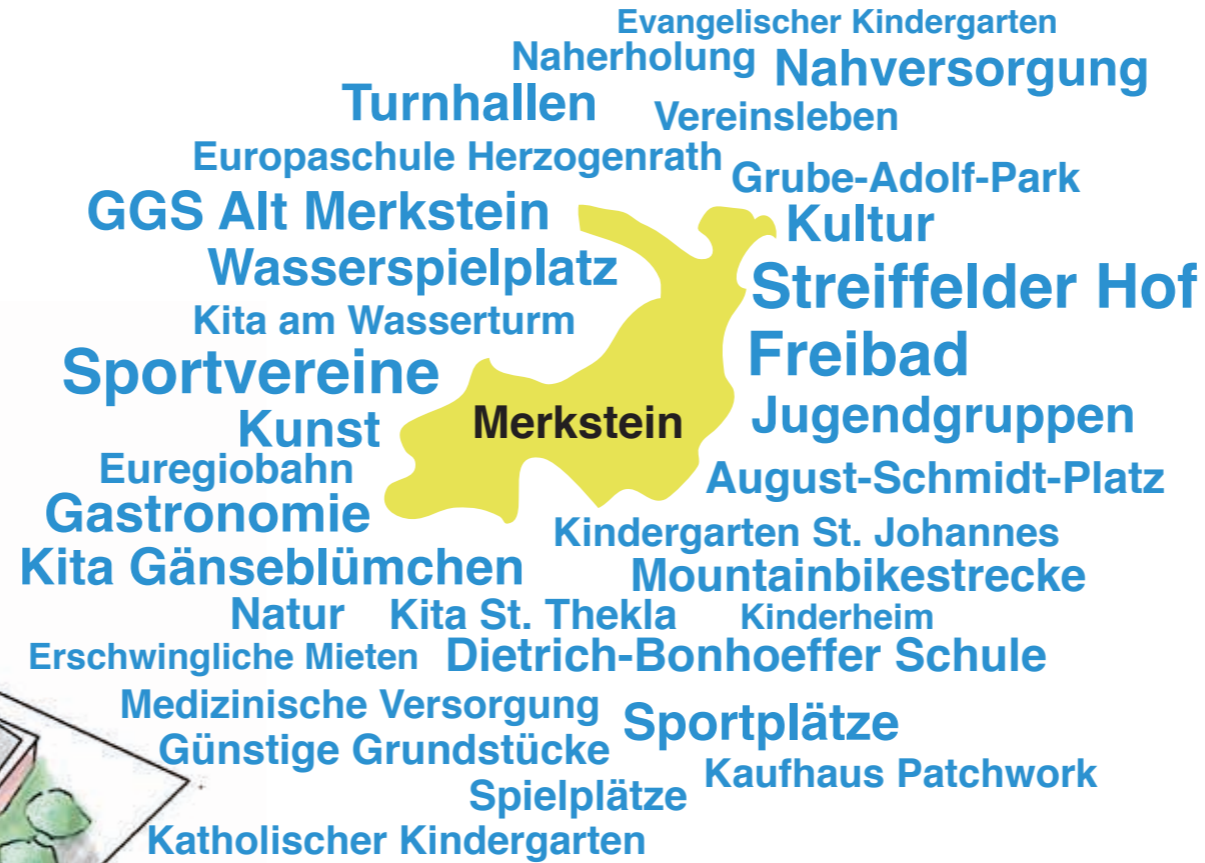 Evangelischer Kindergarten
Naherholung
Nahversorgung
Turnhallen
Vereinsleben
Europaschule Herzogenrath
Grube-Adolf-Park
GGS Alt Merkstein
Kultur
Wasserspielplatz
Streiffelder Hof
Kita am Wasserturm
Freibad
Sportvereine
Merkstein
Jugendgruppen
Kunst
Euregiobahn
August-Schmidt-Platz
Gastronomie
Kindergarten St. Johannes
Kita Gänseblümchen
Mountainbikestrecke
Natur
Kita St. Thekla
Kinderheim
Erschwingliche Mieten
Dietrich-Bonhoeffer Schule
Medizinische Versorgung
Sportplätze
Günstige Grundstücke
Kaufhaus Patchwork
Spielplätze
Katholischer Kindergarten